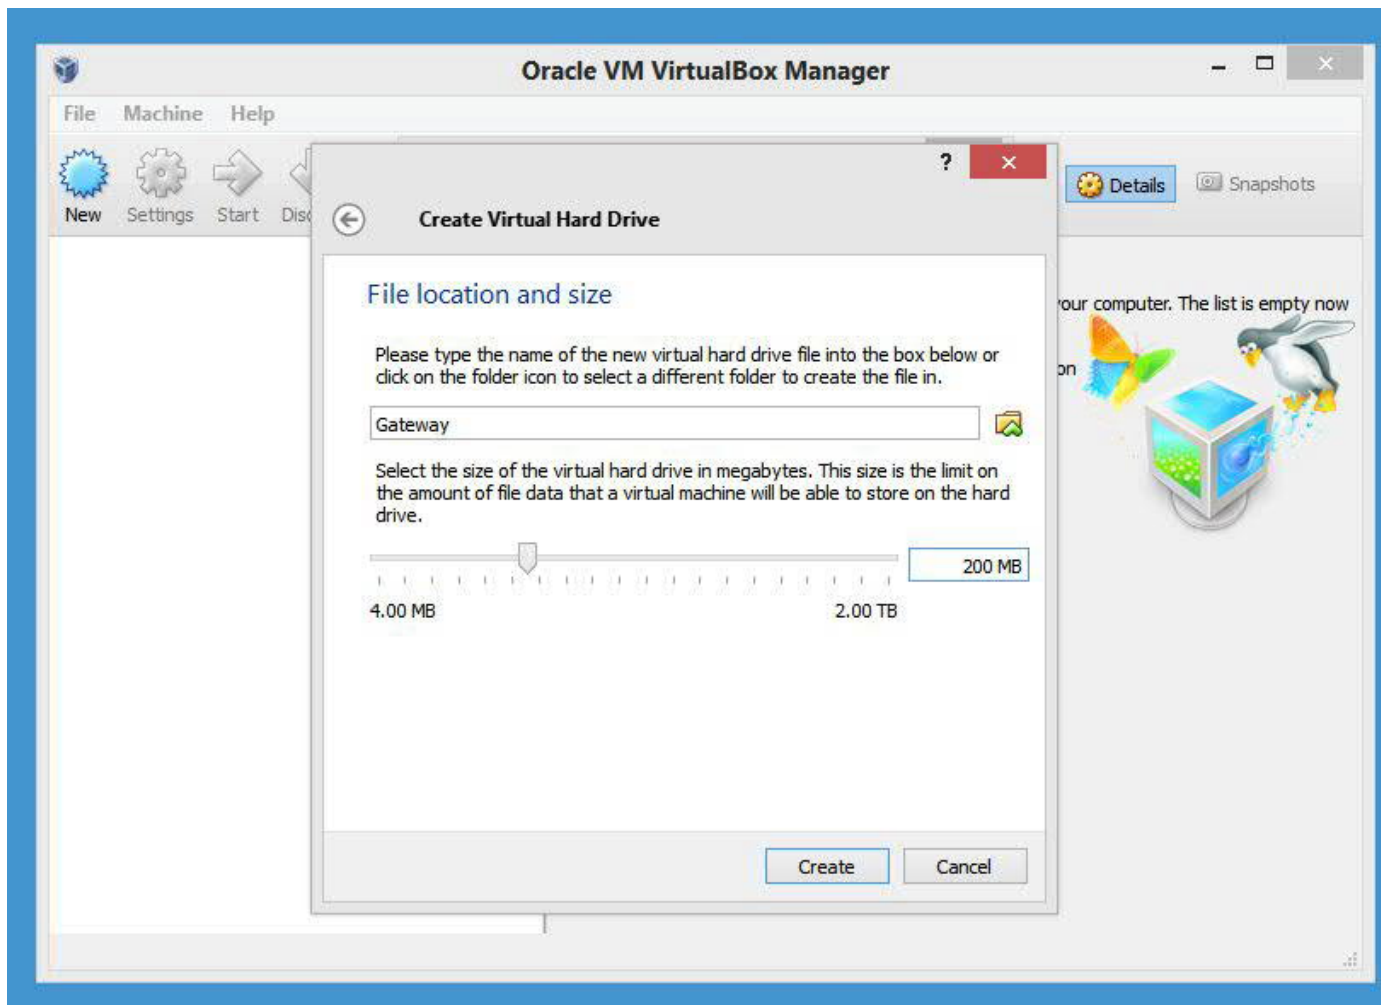 Oracle VM VirtualBox Manager
File Machine Help
New Settings Start
Details Snapshots
? ×
Create Virtual Hard Drive
File location and size
Please type the name of the new virtual hard drive file into the box below or
click on the folder icon to select a different folder to create the file in.
Gateway
Select the size of the virtual hard drive in megabytes. This size is the limit on
the amount of file data that a virtual machine will be able to store on the hard
drive.
200 MB
4.00 MB 2.00 TB
Create Cancel
computer. The list is empty now